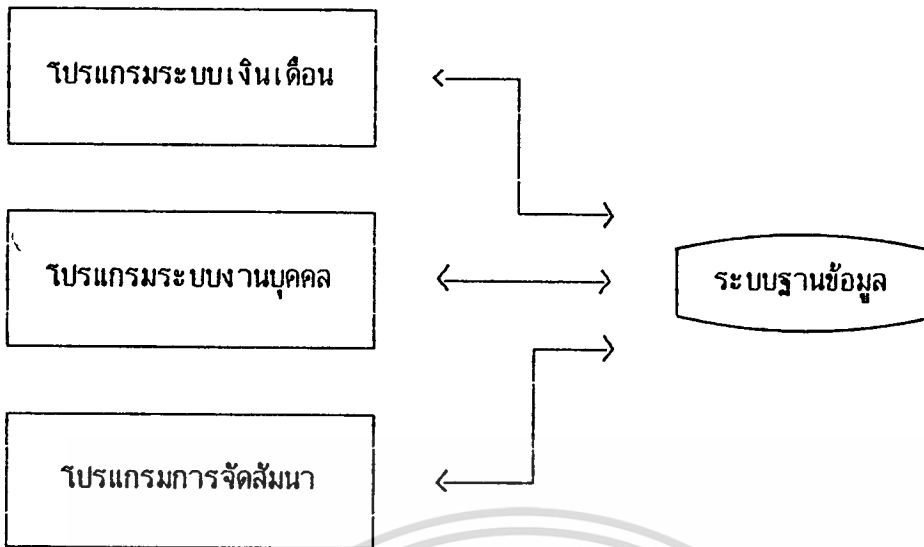 โปรแกรมระบบเงินเดือน
โปรแกรมระบบงานบุคคล
ระบบฐานข้อมูล
โปรแกรมการจัดสัมนา